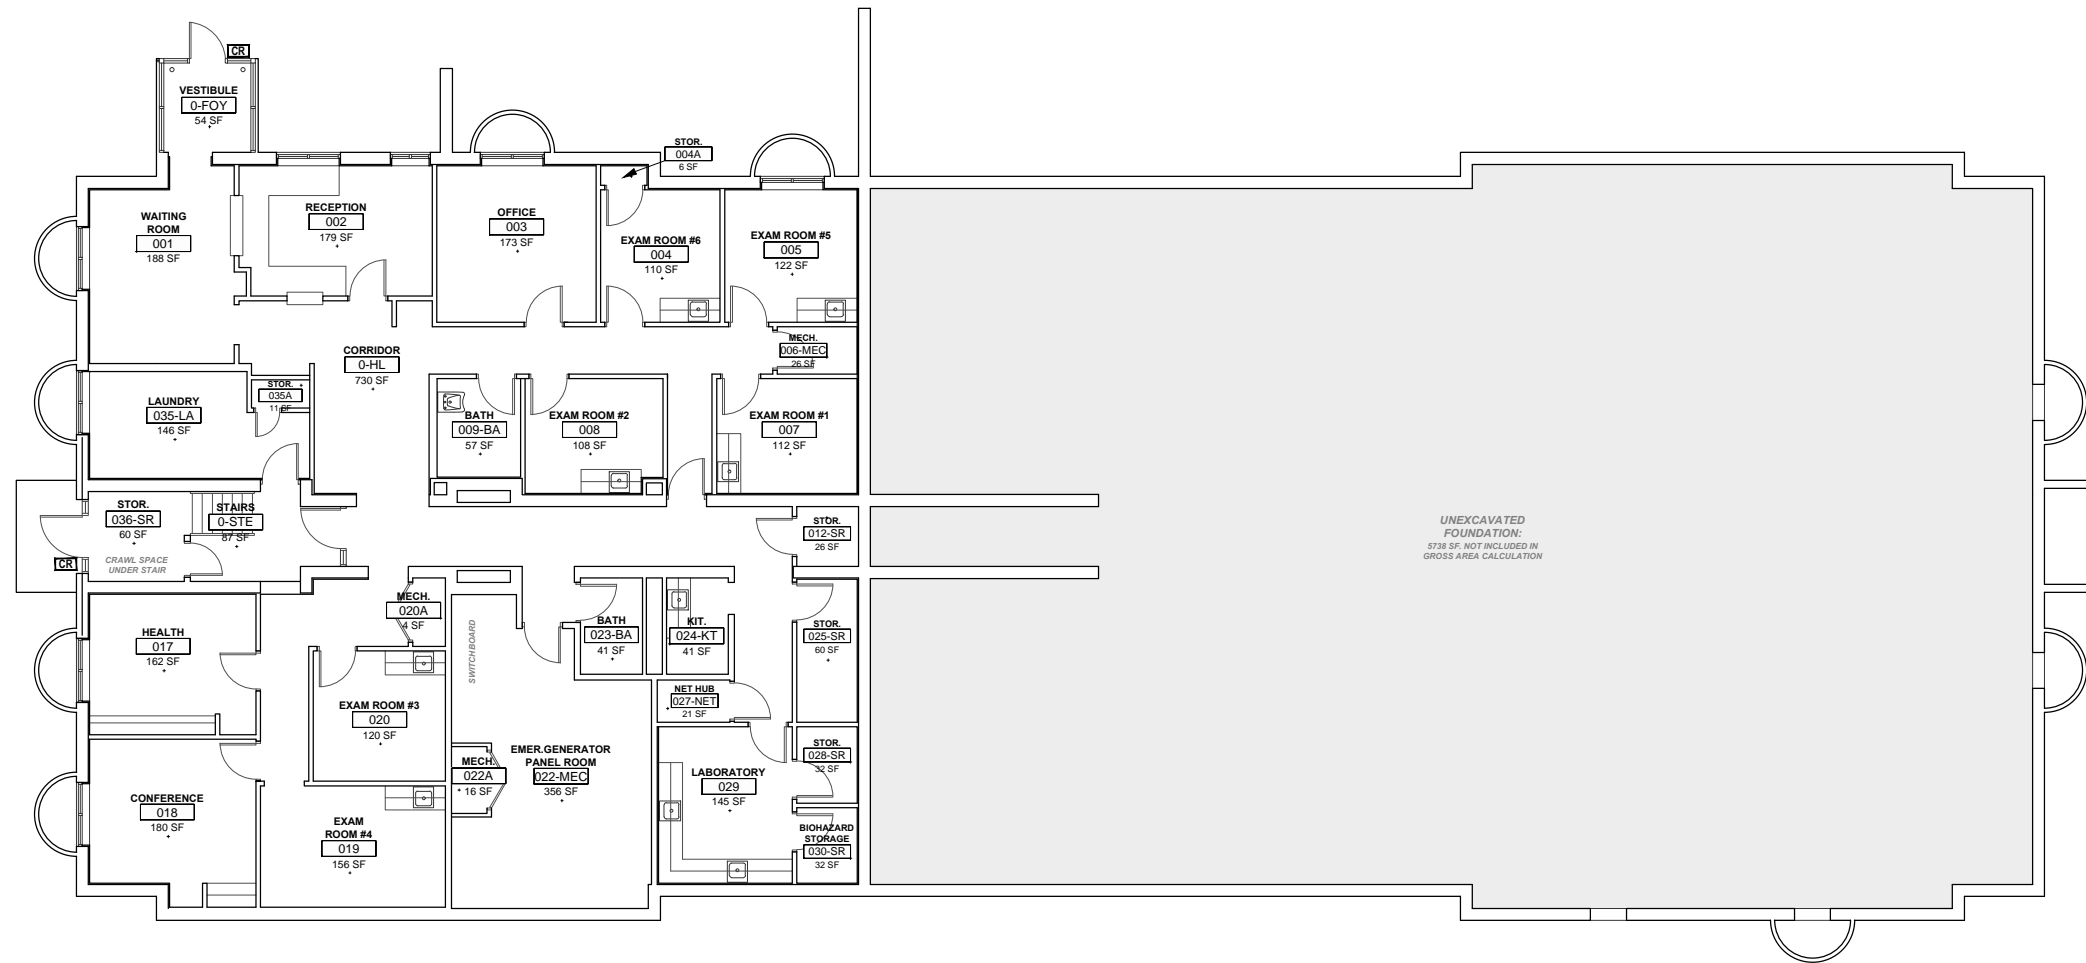 CR
VESTIBULE
0-FOY
54 SF
STOR.
004A
6 SF
WAITING
ROOM
001
188 SF
RECEPTION
002
179 SF
OFFICE
003
173 SF
EXAM ROOM #6
004
110 SF
EXAM ROOM #5
005
122 SF
MECH.
006-MEC
26 SF
CORRIDOR
0-HL
730 SF
LAUNDRY
035-LA
146 SF
STOR.
035A
11 SF
BATH
009-BA
57 SF
EXAM ROOM #2
008
108 SF
EXAM ROOM #1
007
112 SF
STOR.
036-SR
60 SF
CRAWL SPACE
UNDER STAIR
STAIRS
0-STE
87 SF
CR
STOR.
012-SR
26 SF
UNEXCAVATED
FOUNDATION:
5738 SF. NOT INCLUDED IN
GROSS AREA CALCULATION
HEALTH
017
162 SF
MECH.
020A
4 SF
SWITCHBOARD
BATH
023-BA
41 SF
KIT.
024-KT
41 SF
STOR.
025-SR
60 SF
EXAM ROOM #3
020
120 SF
NET HUB
027-NET
21 SF
MECH.
022A
16 SF
EMER.GENERATOR
PANEL ROOM
022-MEC
356 SF
LABORATORY
029
145 SF
STOR.
028-SR
32 SF
CONFERENCE
018
180 SF
EXAM
ROOM #4
019
156 SF
BIOHAZARD
STORAGE
030-SR
32 SF